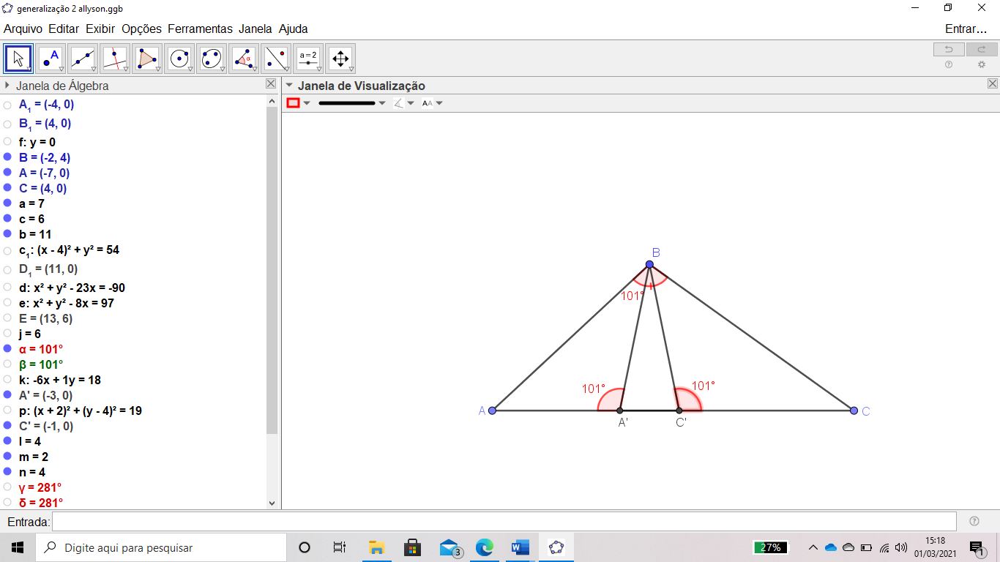 generalização 2 allyson.ggb
Arquivo Editar Exibir Opções Ferramentas Janela Ajuda Entrar...
A
α
a = 2
Janela de Álgebra
Janela de Visualização
AA
A₁ = (-4, 0)
B₁ = (4, 0)
f: y = 0
B = (-2, 4)
A = (-7, 0)
C = (4, 0)
a = 7
c = 6
b = 11
c₁: (x - 4)² + y² = 54
D₁ = (11, 0)
d: x² + y² - 23x = -90
e: x² + y² - 8x = 97
E = (13, 6)
j = 6
α = 101°
β = 101°
k: -6x + 1y = 18
A' = (-3, 0)
p: (x + 2)² + (y - 4)² = 19
C' = (-1, 0)
l = 4
m = 2
n = 4
γ = 281°
δ = 281°
B
101°
101°
101°
A
A'
C'
C
Entrada:
Digite aqui para pesquisar
3
27%
15:18
01/03/2021
1